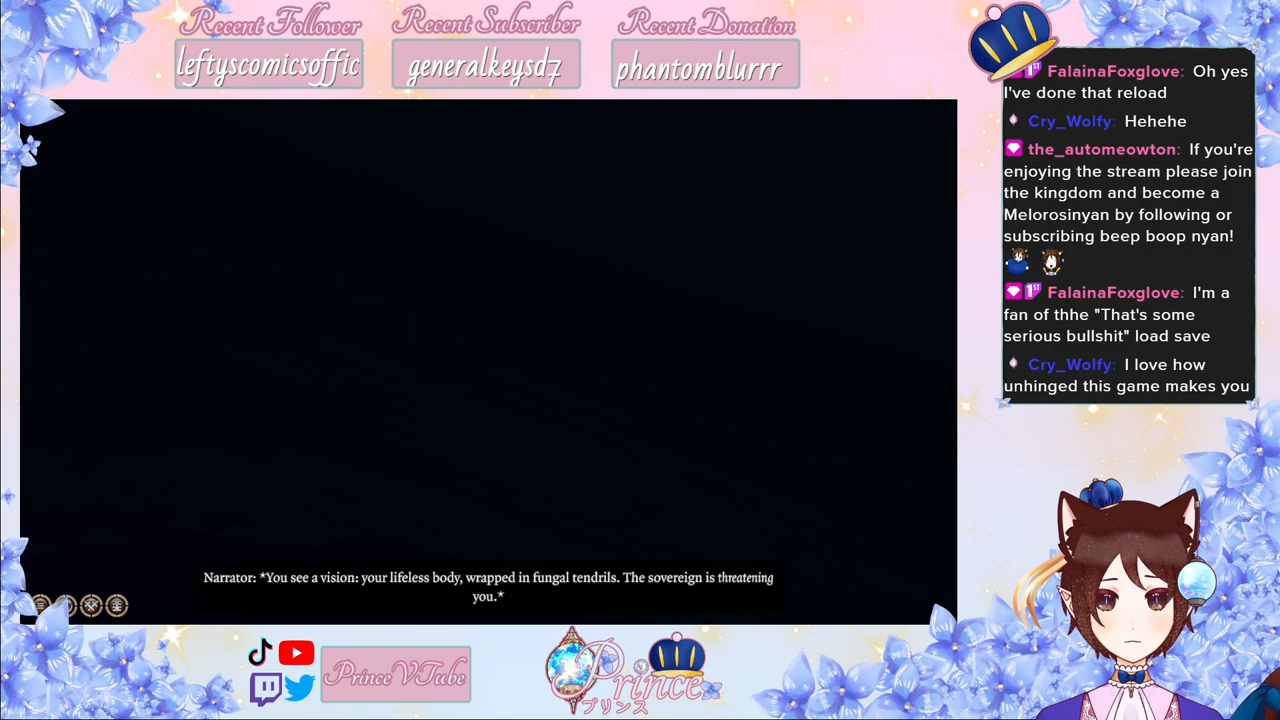 Recent Follower
leftyscomicsoffic
Recent Subscriber
generalkeysd7
Recent Donation
phantomblurrr
FalainaFoxglove: Oh yes
I've done that reload
Cry_Wolfy: Hehehe
the_automeowton: If you're
enjoying the stream please join
the kingdom and become a
Melorosinyan by following or
subscribing beep boop nyan!
1ST FalainaFoxglove: I'm a
fan of thhe "That's some
serious bullshit" load save
Cry_Wolfy: I love how
unhinged this game makes you
Narrator: *You see a vision: your lifeless body, wrapped in fungal tendrils. The sovereign is threatening
you.*
Prince VTube
Prince
プリンス